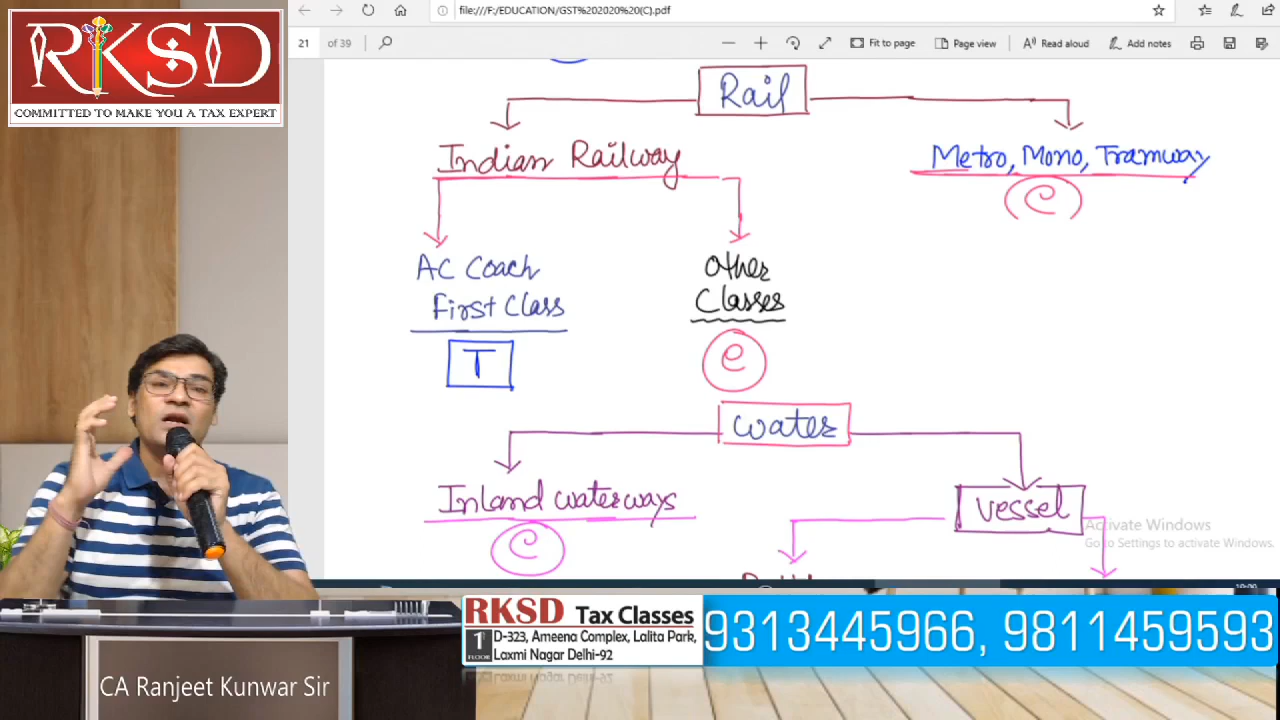 RKSD
COMMITTED TO MAKE YOU A TAX EXPERT
file:///F:/EDUCATION/GST%202020%20(C).pdf
21 of 39
Fit to page
Page view
Read aloud
Add notes
Rail
Indian Railway
Metro, Mono, Tramway
e
AC Coach
First Class
T
Other
Classes
e
Water
Inland waterways
e
Vessel
Activate Windows
Go to Settings to activate Windows.
RKSD Tax Classes
1st FLOOR
D-323, Ameena Complex, Lalita Park,
Laxmi Nagar Delhi-92
9313445966, 9811459593
CA Ranjeet Kunwar Sir